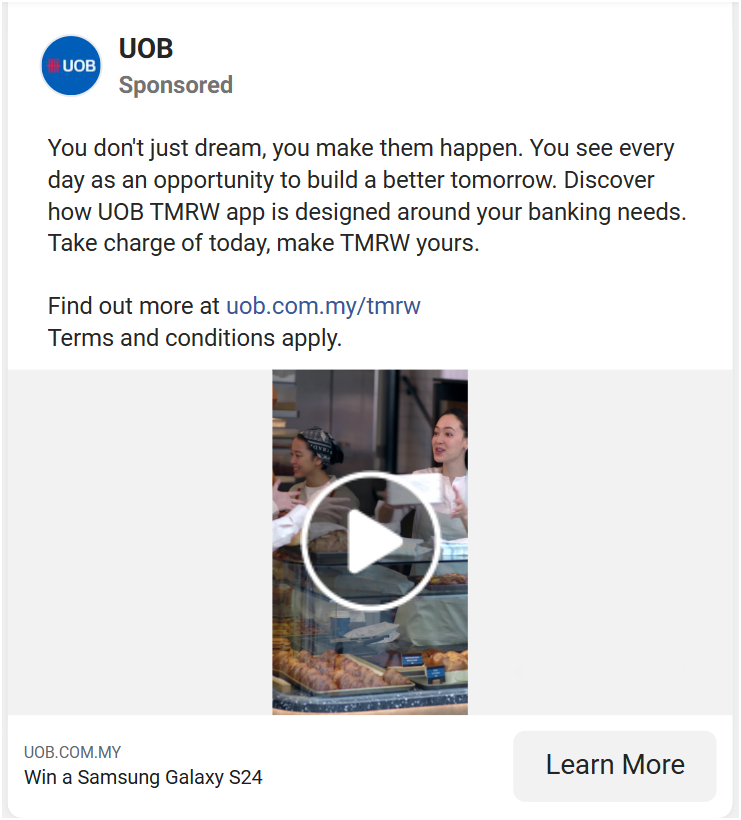 UOB
UOB
Sponsored
You don't just dream, you make them happen. You see every
day as an opportunity to build a better tomorrow. Discover
how UOB TMRW app is designed around your banking needs.
Take charge of today, make TMRW yours.
Find out more at uob.com.my/tmrw
Terms and conditions apply.
UOB.COM.MY
Win a Samsung Galaxy S24
Learn More